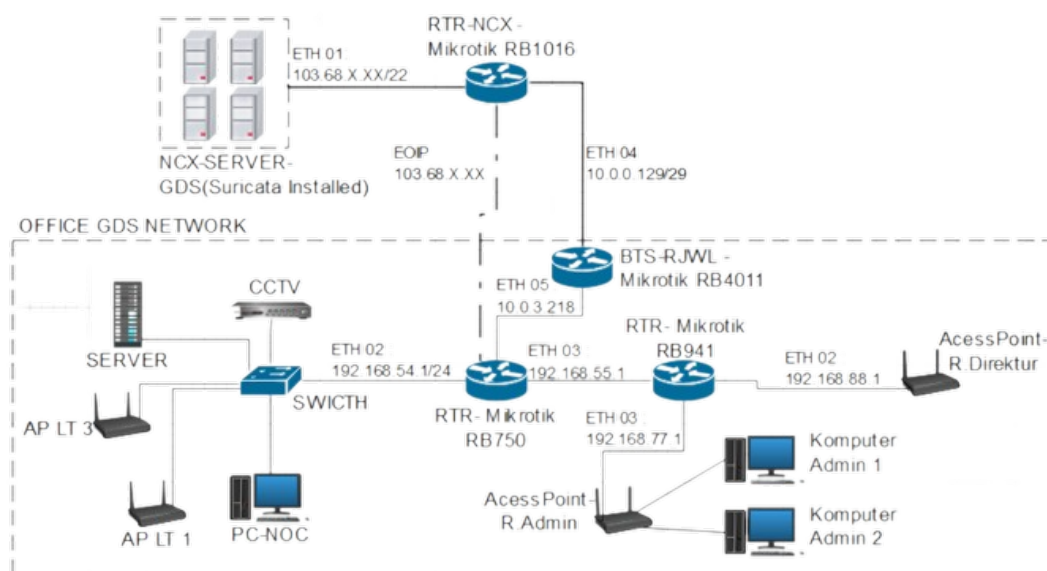 RTR-NCX -
Mikrotik RB1016
ETH 01
103.68.X.XX/22
NCX-SERVER-
GDS(Suricata Installed)
EOIP
103.68.X.XX
ETH 04
10.0.0.129/29
OFFICE GDS NETWORK
BTS-RJWL -
Mikrotik RB4011
ETH 05
10.0.3.218
CCTV
SERVER
RTR- Mikrotik
RB941
ETH 02
192.168.54.1/24
ETH 03
192.168.55.1
ETH 02
192.168.88.1
AcessPoint-
R.Direktur
SWICTH
RTR- Mikrotik
RB750
ETH 03 :
192.168.77.1
AP LT 3
AP LT 1
PC-NOC
AcessPoint-
R.Admin
Komputer
Admin 1
Komputer
Admin 2